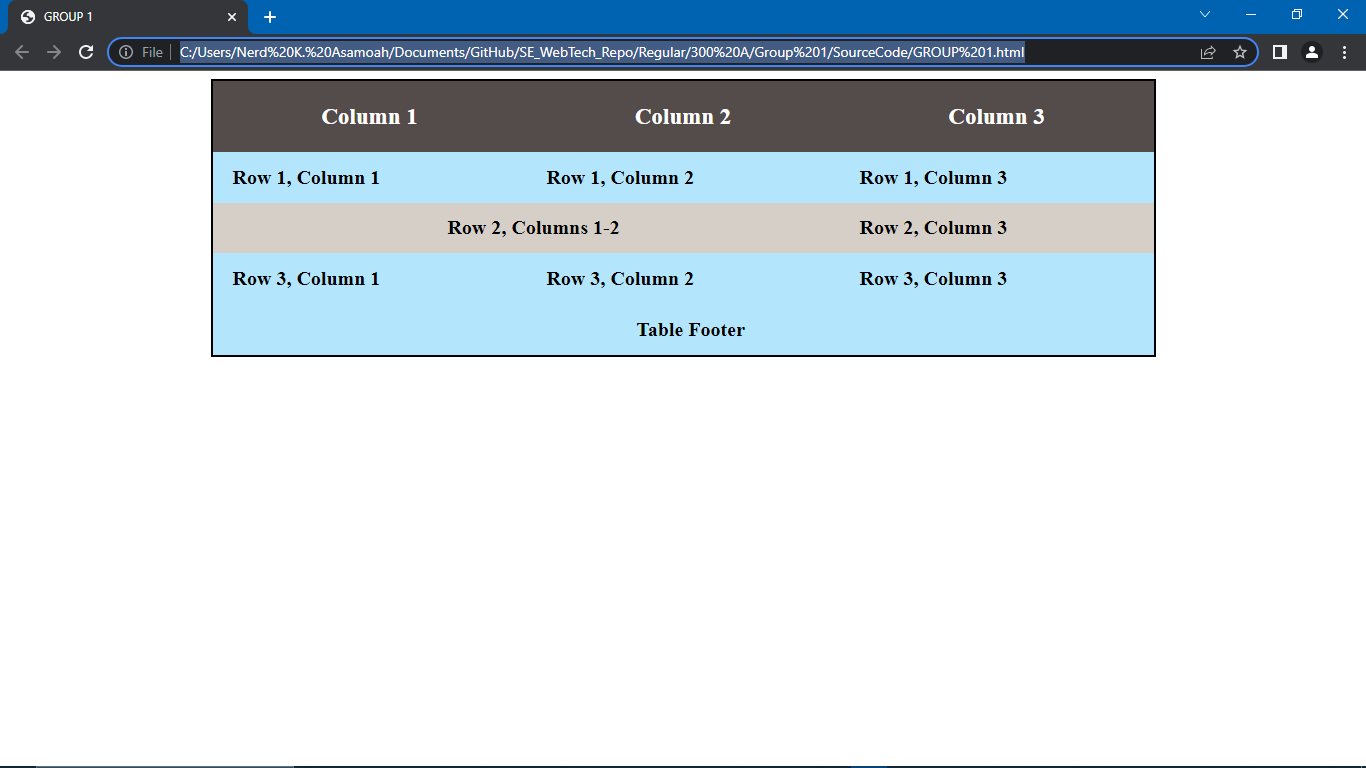 GROUP 1
File C:/Users/Nerd%20K.%20Asamoah/Documents/GitHub/SE_WebTech_Repo/Regular/300%20A/Group%201/SourceCode/GROUP%201.html
Column 1 Column 2 Column 3
Row 1, Column 1 Row 1, Column 2 Row 1, Column 3
Row 2, Columns 1-2 Row 2, Column 3
Row 3, Column 1 Row 3, Column 2 Row 3, Column 3
Table Footer